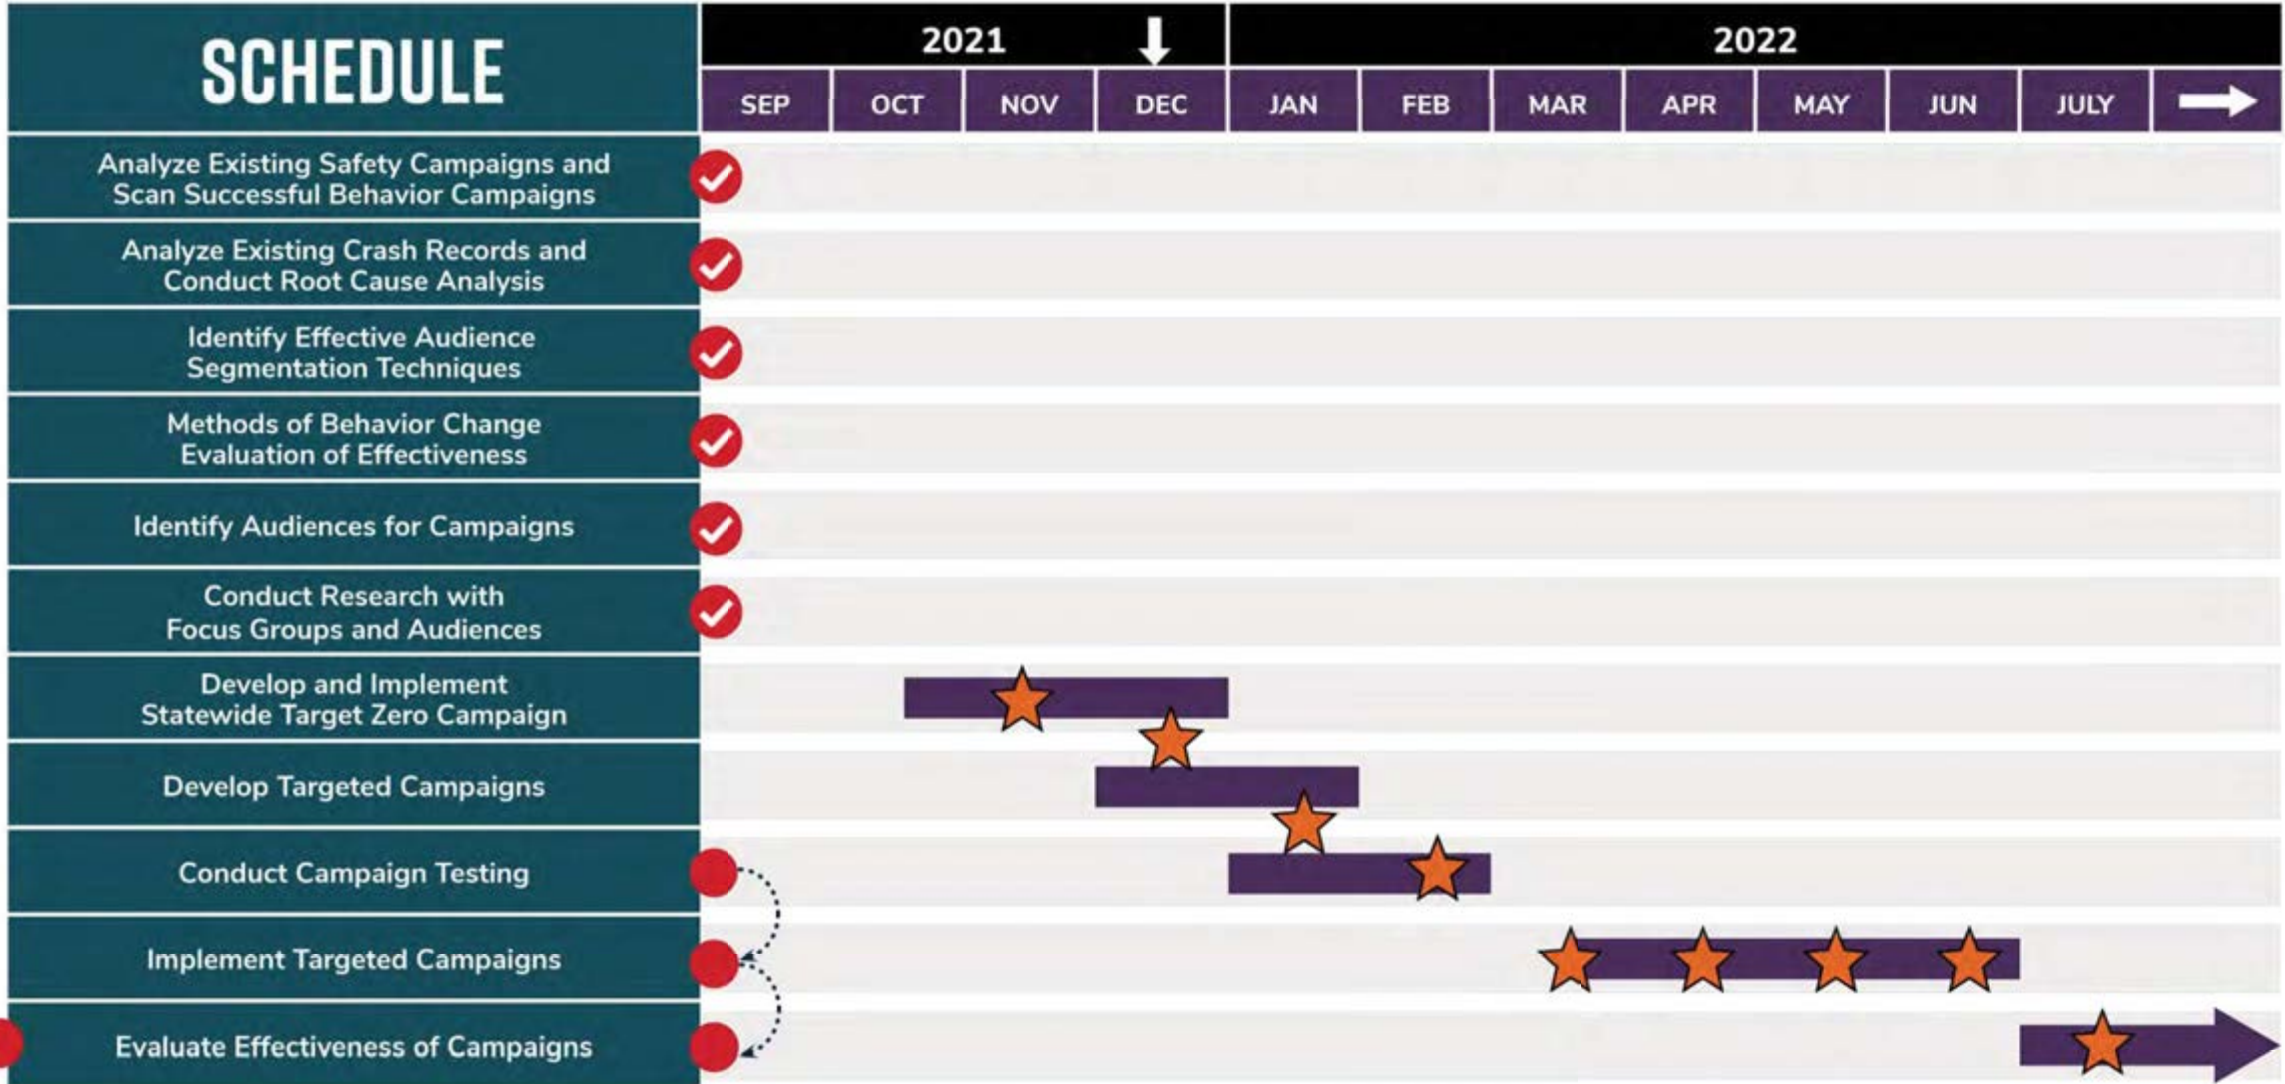 SCHEDULE
2021
2022
SEP
OCT
NOV
DEC
JAN
FEB
MAR
APR
MAY
JUN
JULY
Analyze Existing Safety Campaigns and
Scan Successful Behavior Campaigns
Analyze Existing Crash Records and
Conduct Root Cause Analysis
Identify Effective Audience
Segmentation Techniques
Methods of Behavior Change
Evaluation of Effectiveness
Identify Audiences for Campaigns
Conduct Research with
Focus Groups and Audiences
Develop and Implement
Statewide Target Zero Campaign
Develop Targeted Campaigns
Conduct Campaign Testing
Implement Targeted Campaigns
Evaluate Effectiveness of Campaigns